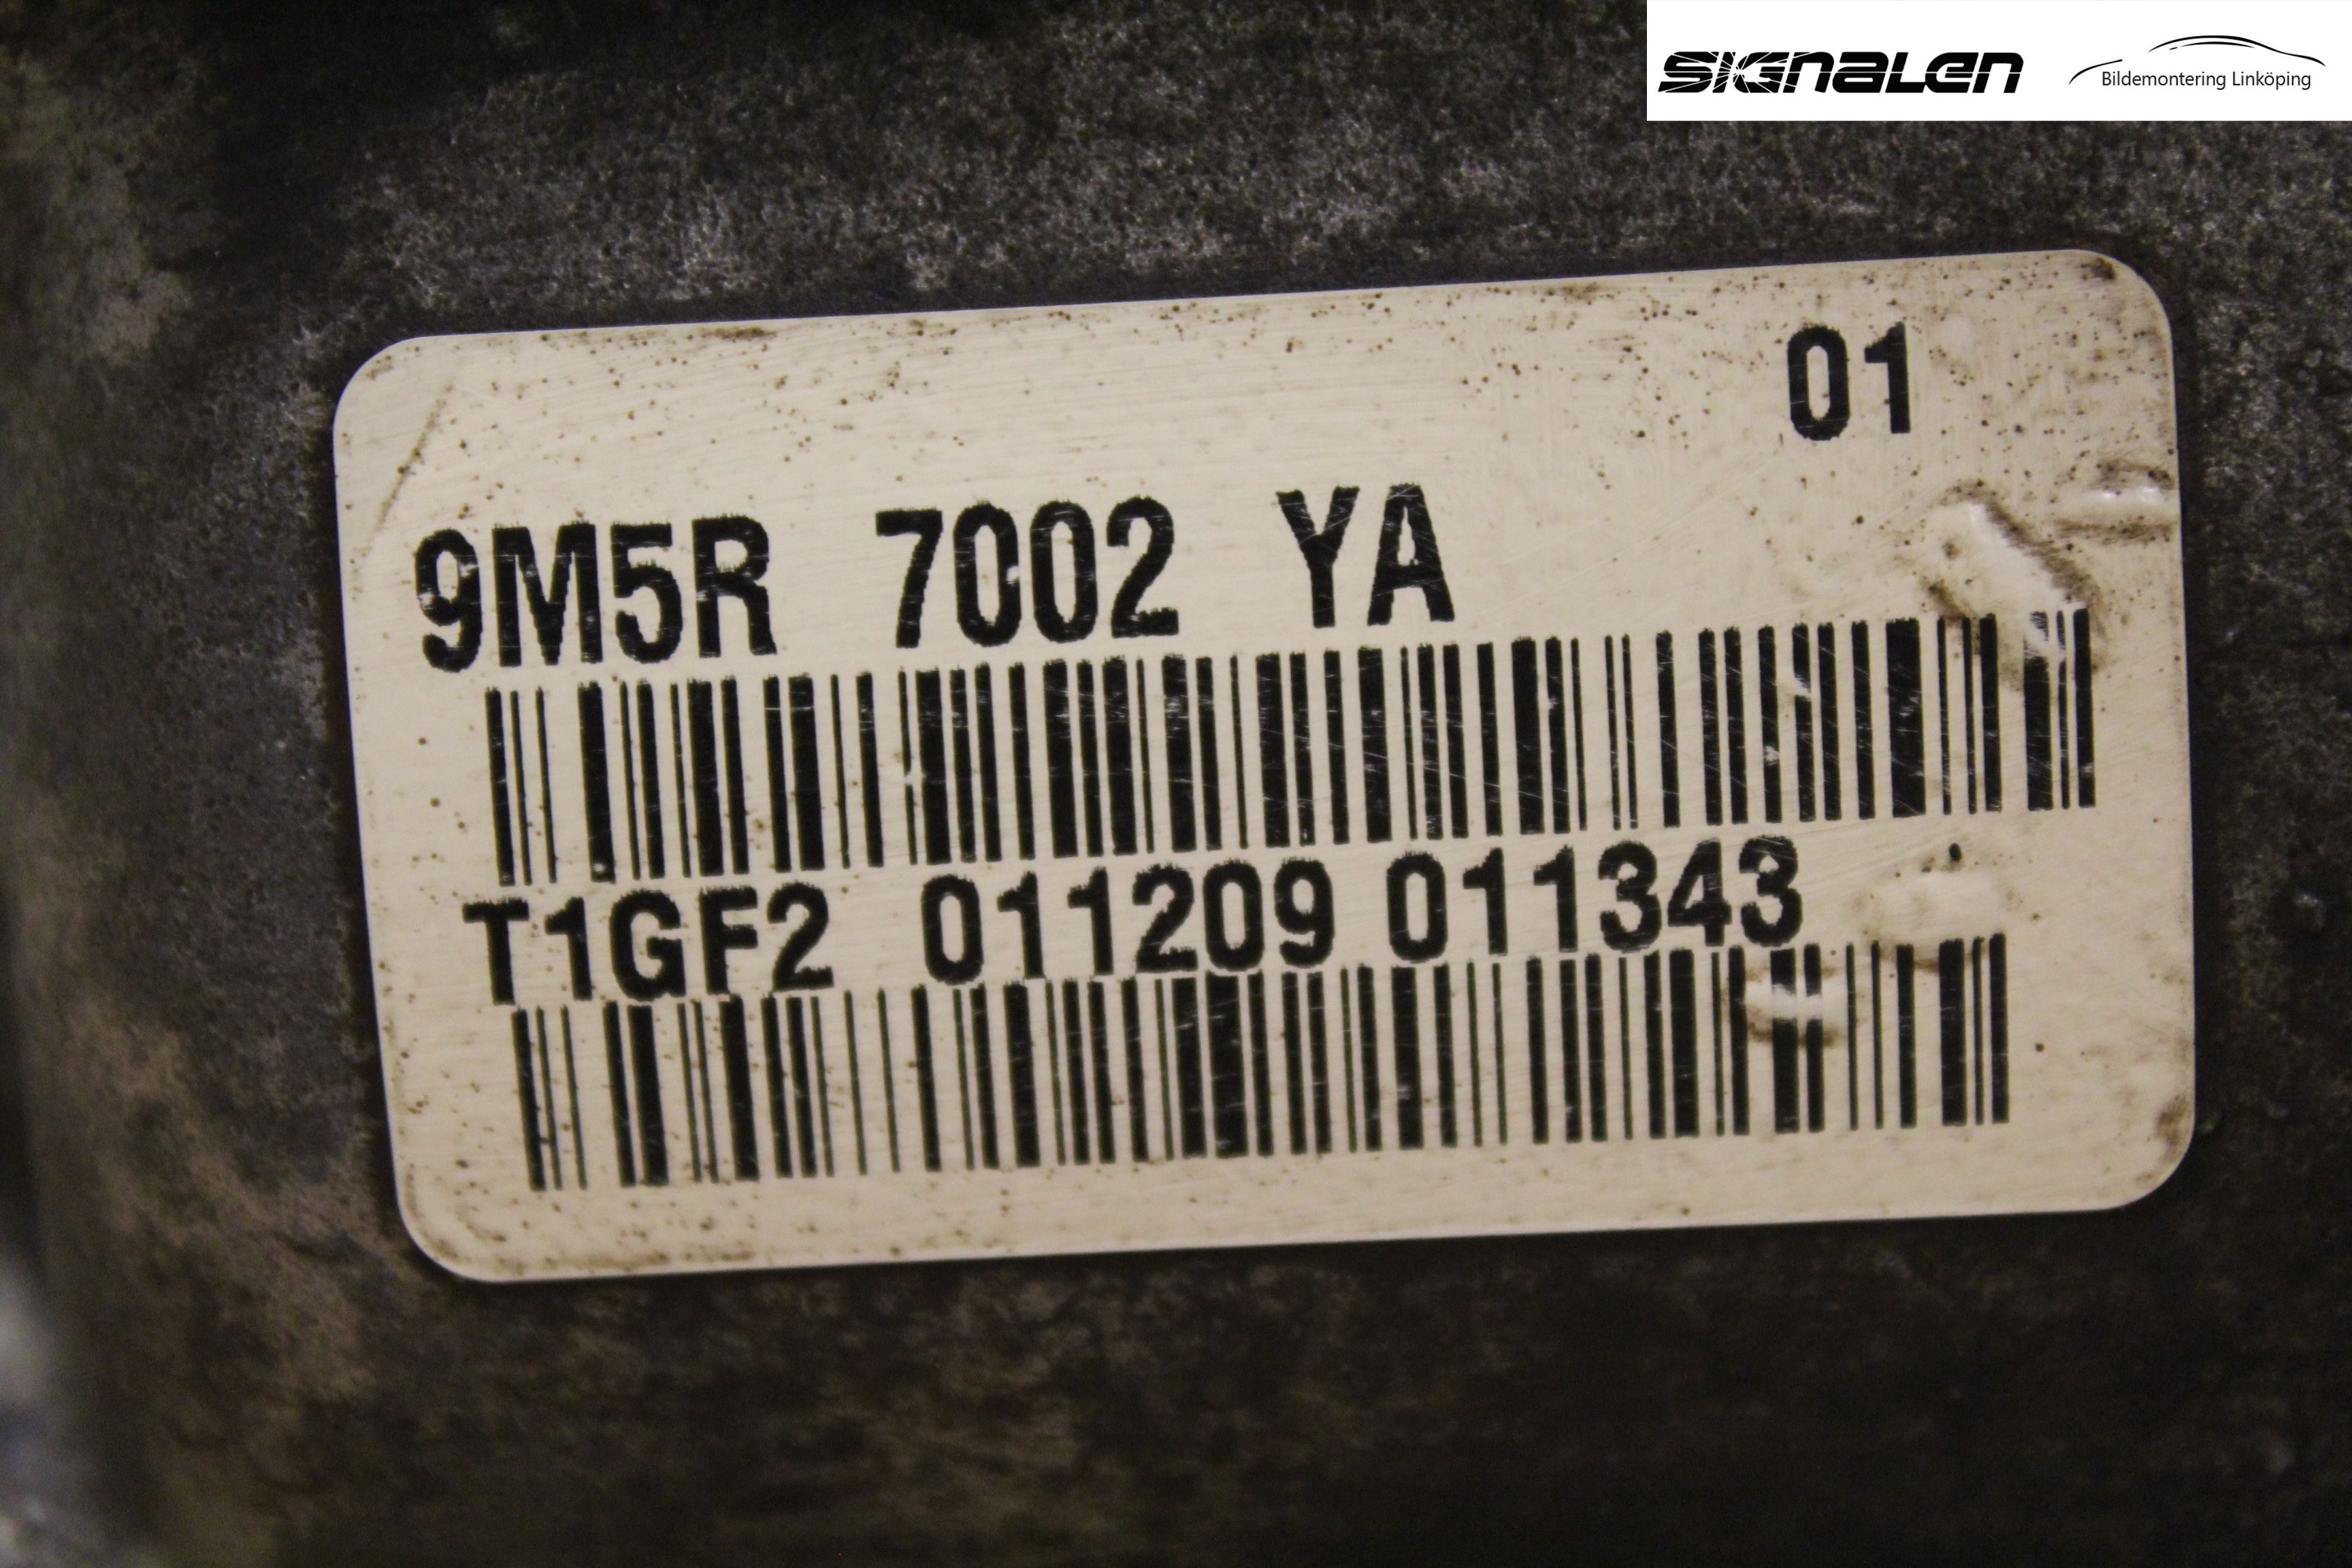 SIGNALEN
Bildemontering Linköping
01
9M5R 7002 YA
T1GF2 011209 011343